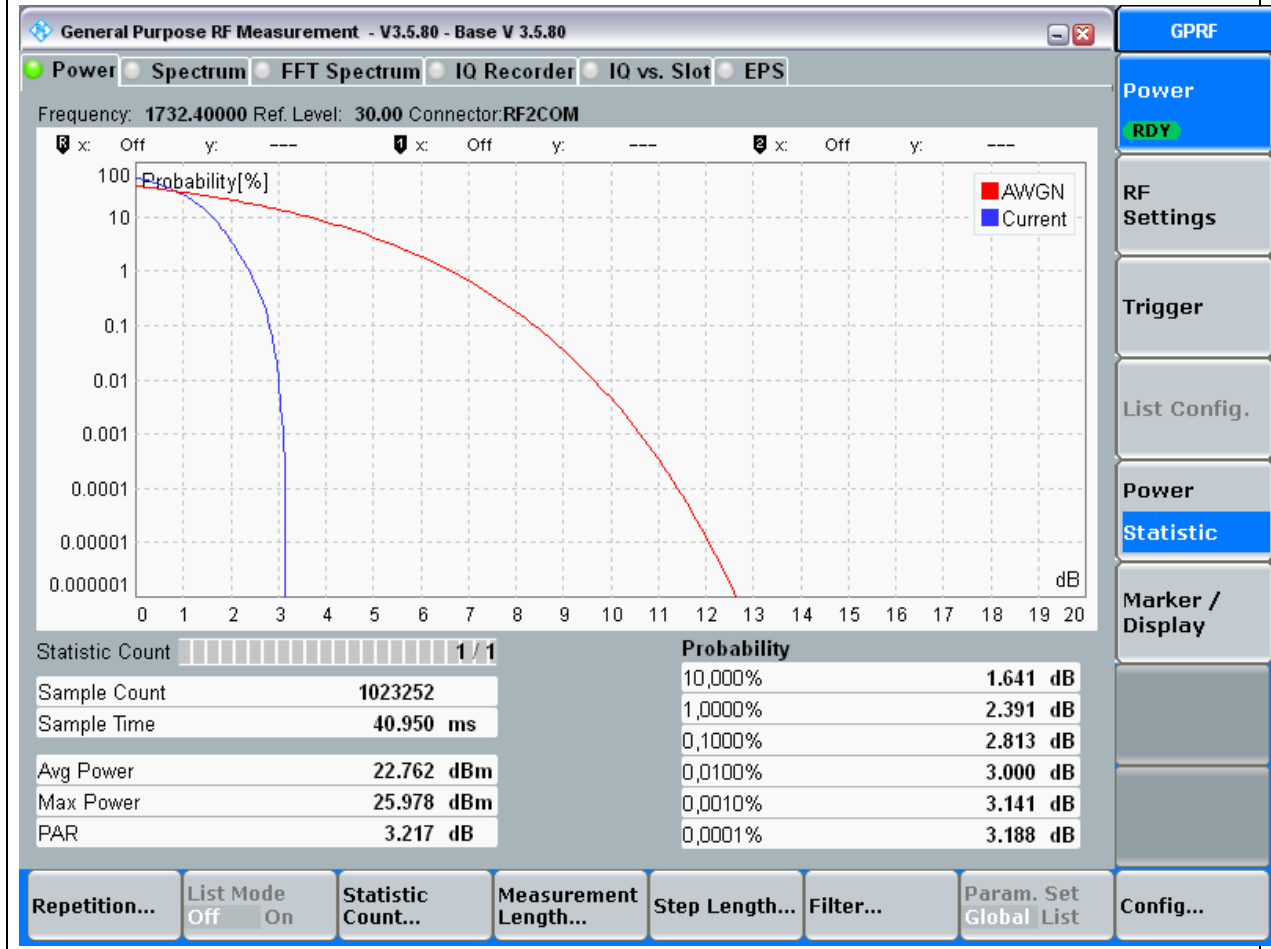 General Purpose RF Measurement - V3.5.80 - Base V 3.5.80
GPRF
Power Spectrum FFT Spectrum IQ Recorder IQ vs. Slot EPS
Frequency: 1732.40000 Ref. Level: 30.00 Connector:RF2COM
R x: Off y: --- 1 x: Off y: --- 2 x: Off y: ---
Probability[%]
AWGN
Current
100
10
1
0.1
0.01
0.001
0.0001
0.00001
0.000001
dB
0 1 2 3 4 5 6 7 8 9 10 11 12 13 14 15 16 17 18 19 20
Statistic Count 1 / 1
Sample Count 1023252
Sample Time 40.950 ms
Avg Power 22.762 dBm
Max Power 25.978 dBm
PAR 3.217 dB
Probability
10,000% 1.641 dB
1,0000% 2.391 dB
0,1000% 2.813 dB
0,0100% 3.000 dB
0,0010% 3.141 dB
0,0001% 3.188 dB
Power
RDY
RF
Settings
Trigger
List Config.
Power
Statistic
Marker /
Display
Repetition...
List Mode
Off On
Statistic
Count...
Measurement
Length...
Step Length...
Filter...
Param. Set
Global List
Config...